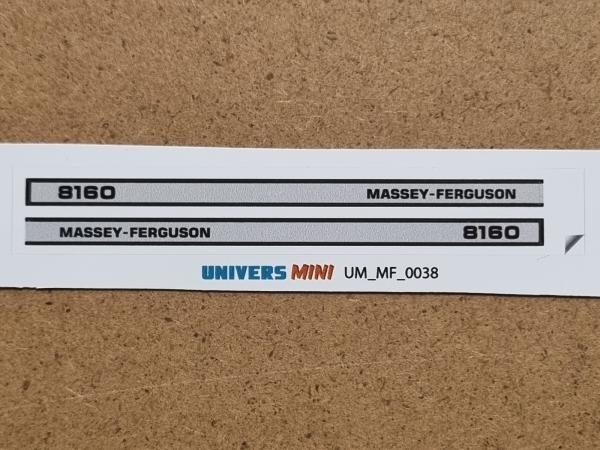 8160 MASSEY-FERGUSON
MASSEY-FERGUSON 8160
UNIVERS MINI UM_MF_0038